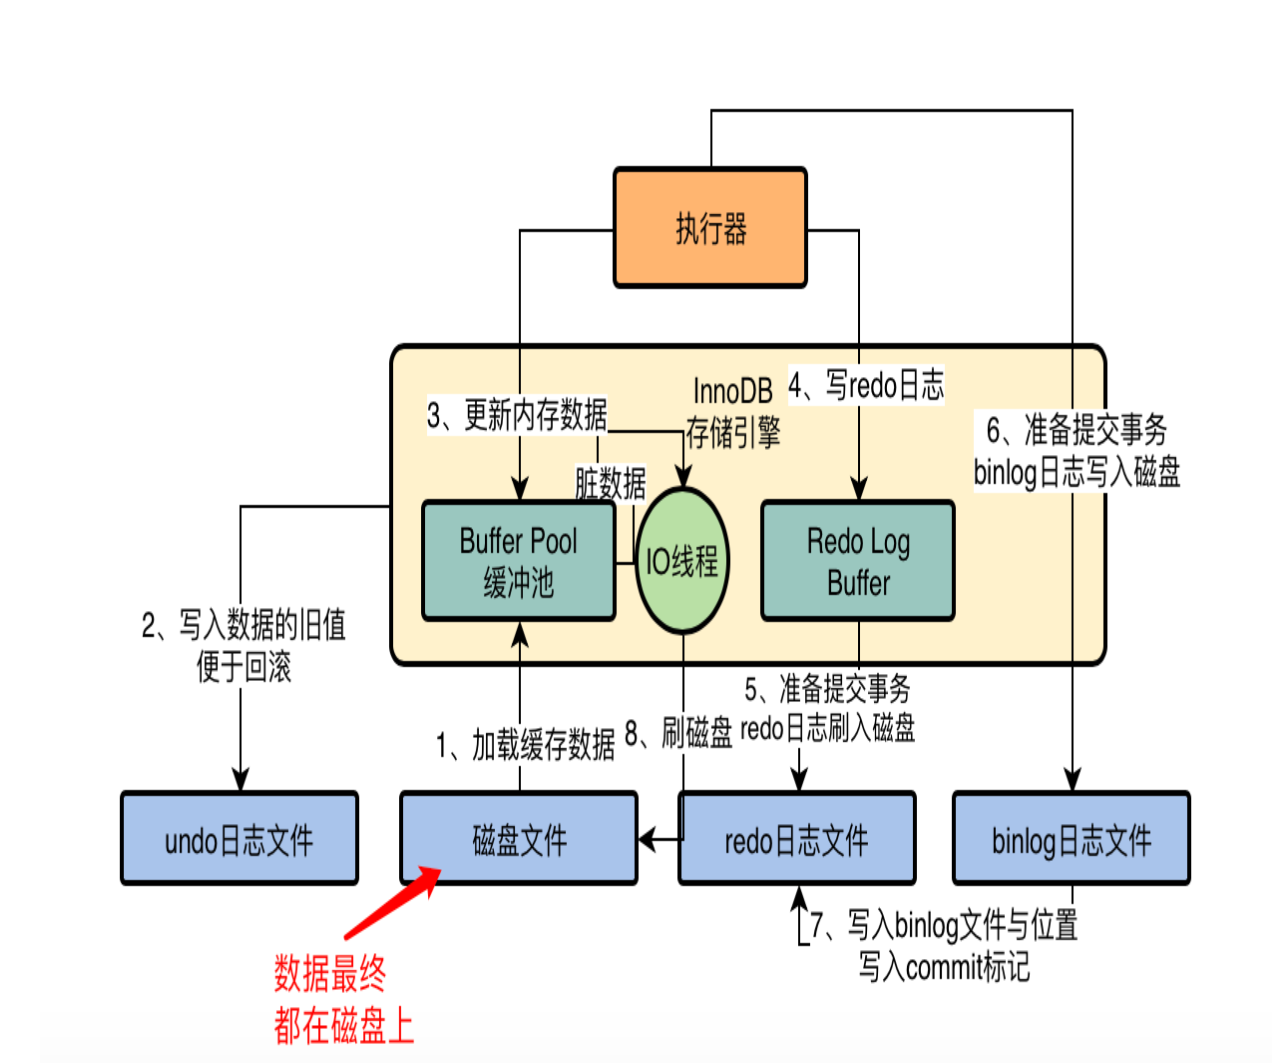 执行器
InnoDB
存储引擎
4、写redo日志
3、更新内存数据
脏数据
6、准备提交事务
binlog日志写入磁盘
Buffer Pool
缓冲池
IO线程
Redo Log
Buffer
2、写入数据的旧值
便于回滚
1、加载缓存数据
8、刷磁盘
5、准备提交事务
redo日志刷入磁盘
undo日志文件
磁盘文件
redo日志文件
binlog日志文件
7、写入binlog文件与位置
写入commit标记
数据最终
都在磁盘上